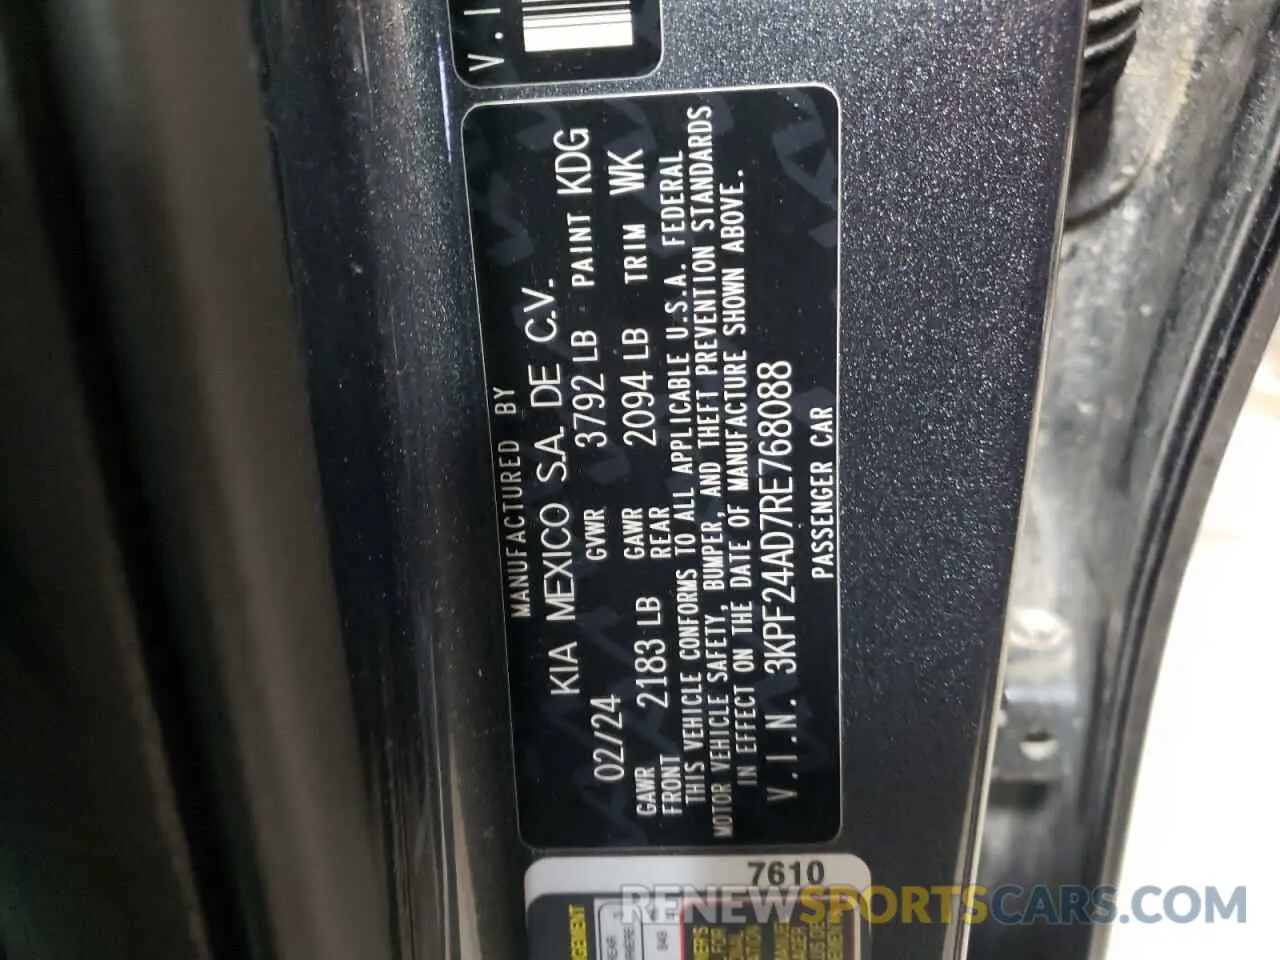 V.I
MANUFACTURED BY
KIA MEXICO S.A. DE C.V.
02/24 GVWR 3792 LB PAINT KDG
GAWR FRONT 2183 LB GAWR REAR 2094 LB TRIM WK
THIS VEHICLE CONFORMS TO ALL APPLICABLE U.S.A. FEDERAL
MOTOR VEHICLE SAFETY, BUMPER, AND THEFT PREVENTION STANDARDS
IN EFFECT ON THE DATE OF MANUFACTURE SHOWN ABOVE.
V.I.N. 3KPF24AD7RE768088
PASSENGER CAR
7610
RENEWSPORTSCARS.COM